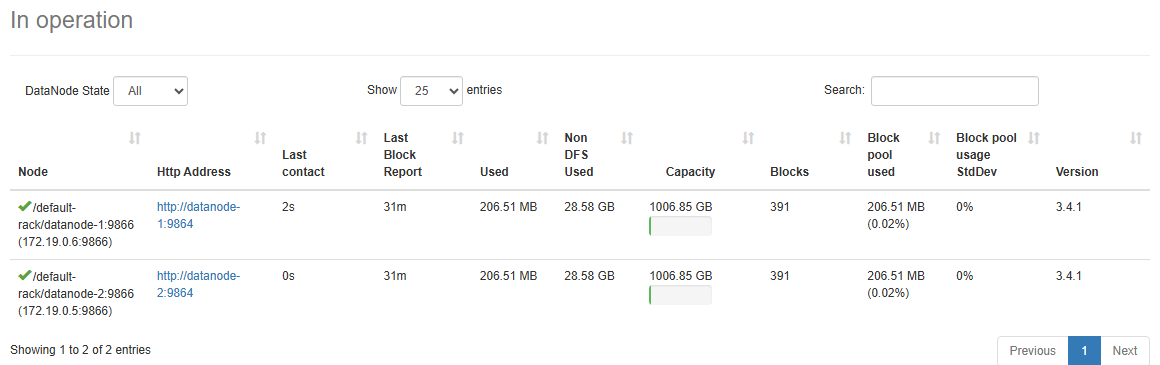 In operation
DataNode State All Show 25 entries Search:
Node Http Address Last contact Last Block Report Used Non DFS Used Capacity Blocks Block pool used Block pool usage StdDev Version
/default-rack/datanode-1:9866 (172.19.0.6:9866) http://datanode-1:9864 2s 31m 206.51 MB 28.58 GB 1006.85 GB 391 206.51 MB (0.02%) 0% 3.4.1
/default-rack/datanode-2:9866 (172.19.0.5:9866) http://datanode-2:9864 0s 31m 206.51 MB 28.58 GB 1006.85 GB 391 206.51 MB (0.02%) 0% 3.4.1
Showing 1 to 2 of 2 entries Previous 1 Next